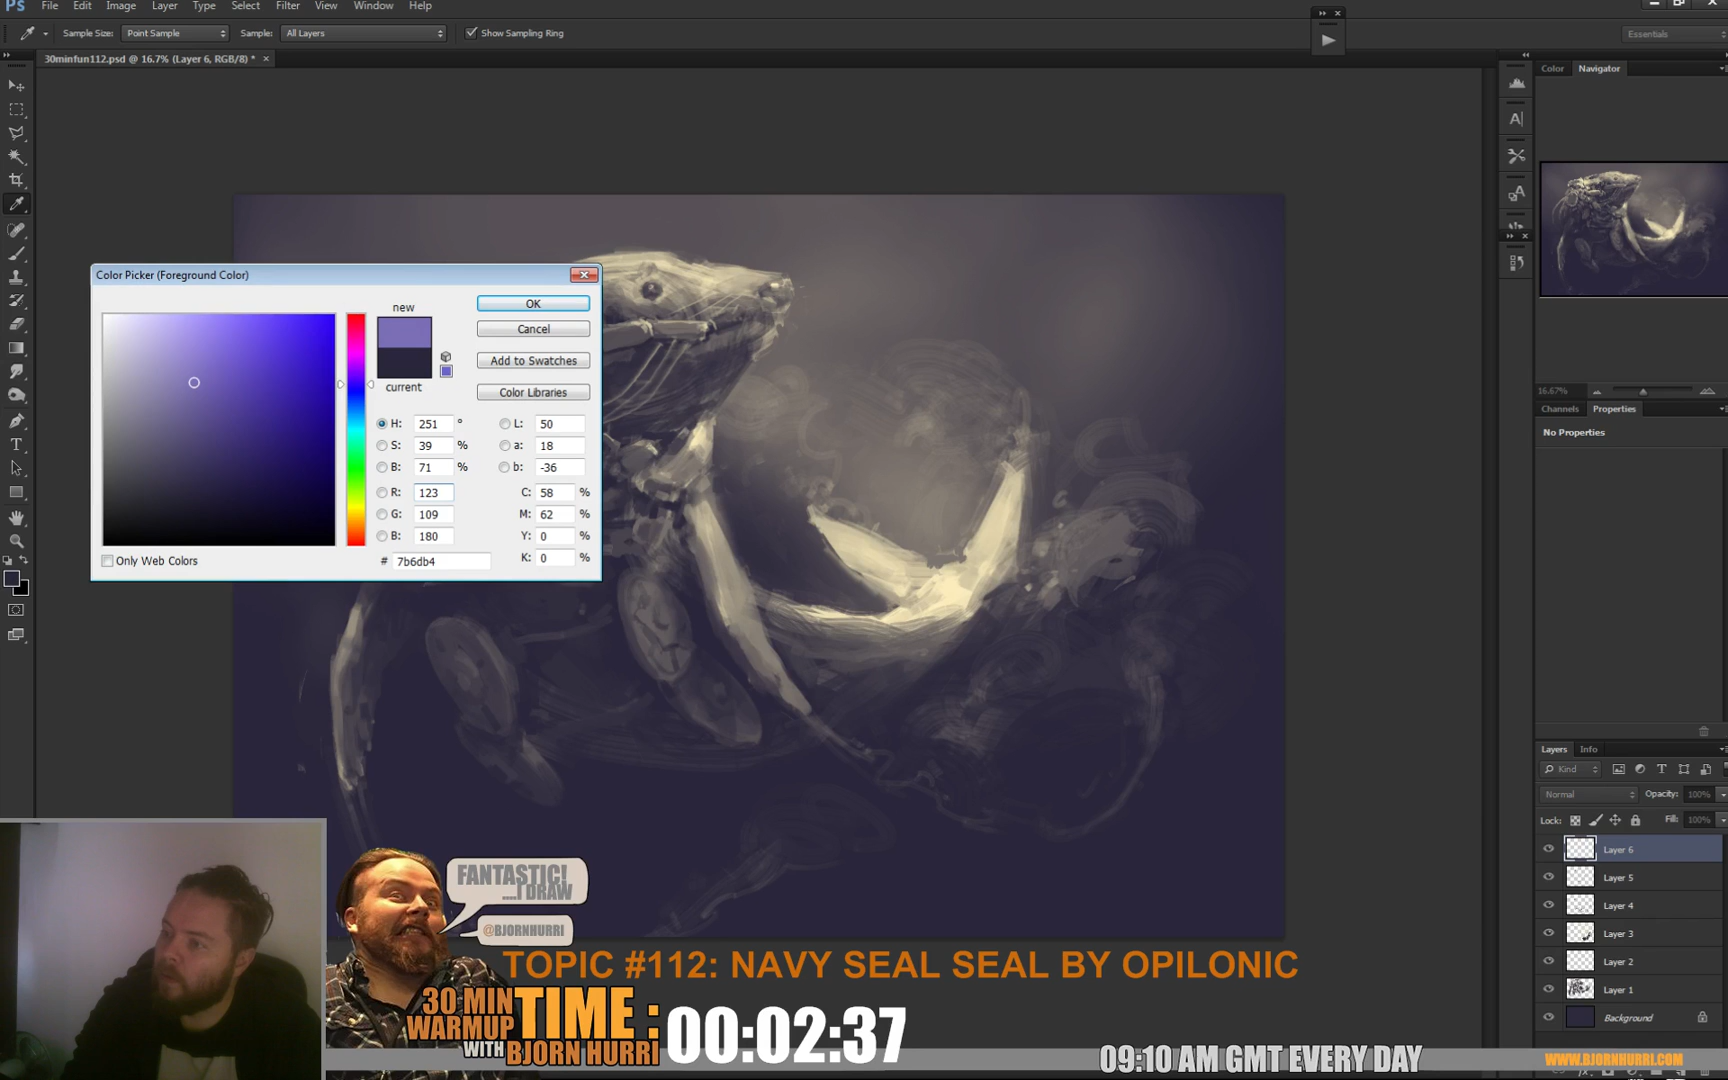 Ps File Edit Image Layer Type Select Filter View Window Help
Sample Size: Point Sample Sample: All Layers Show Sampling Ring
Essentials
30minfun112.psd @ 16.7% (Layer 6, RGB/8) * ×
Color Navigator
16.67%
Channels Properties
No Properties
Color Picker (Foreground Color)
new
current
OK
Cancel
Add to Swatches
Color Libraries
H: 251 ° L: 50
S: 39 % a: 18
B: 71 % b: -36
R: 123 C: 58 %
G: 109 M: 62 %
B: 180 Y: 0 %
# 7b6db4 K: 0 %
Only Web Colors
Layers Info
Kind
Normal Opacity: 100%
Lock: Fill: 100%
Layer 6
Layer 5
Layer 4
Layer 3
Layer 2
Layer 1
Background
FANTASTIC!
....I DRAW
@BJORNHURRI
TOPIC #112: NAVY SEAL SEAL BY OPILONIC
30 MIN
WARMUP
WITH BJORN HURRI
TIME : 00:02:37
09:10 AM GMT EVERY DAY
WWW.BJORNHURRI.COM